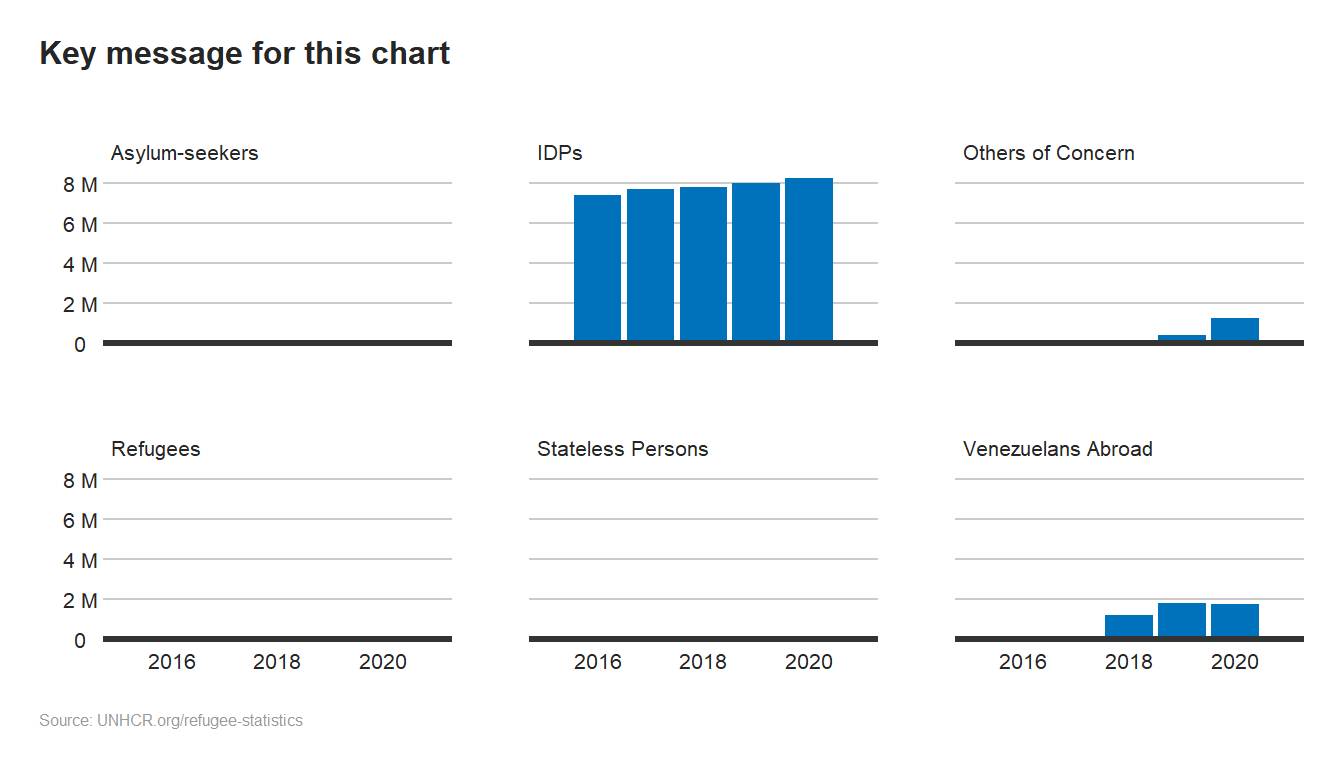 Key message for this chart
Asylum-seekers
IDPs
Others of Concern
8 M
6 M
4 M
2 M
0
Refugees
Stateless Persons
Venezuelans Abroad
8 M
6 M
4 M
2 M
0
2016 2018 2020
2016 2018 2020
2016 2018 2020
Source: UNHCR.org/refugee-statistics